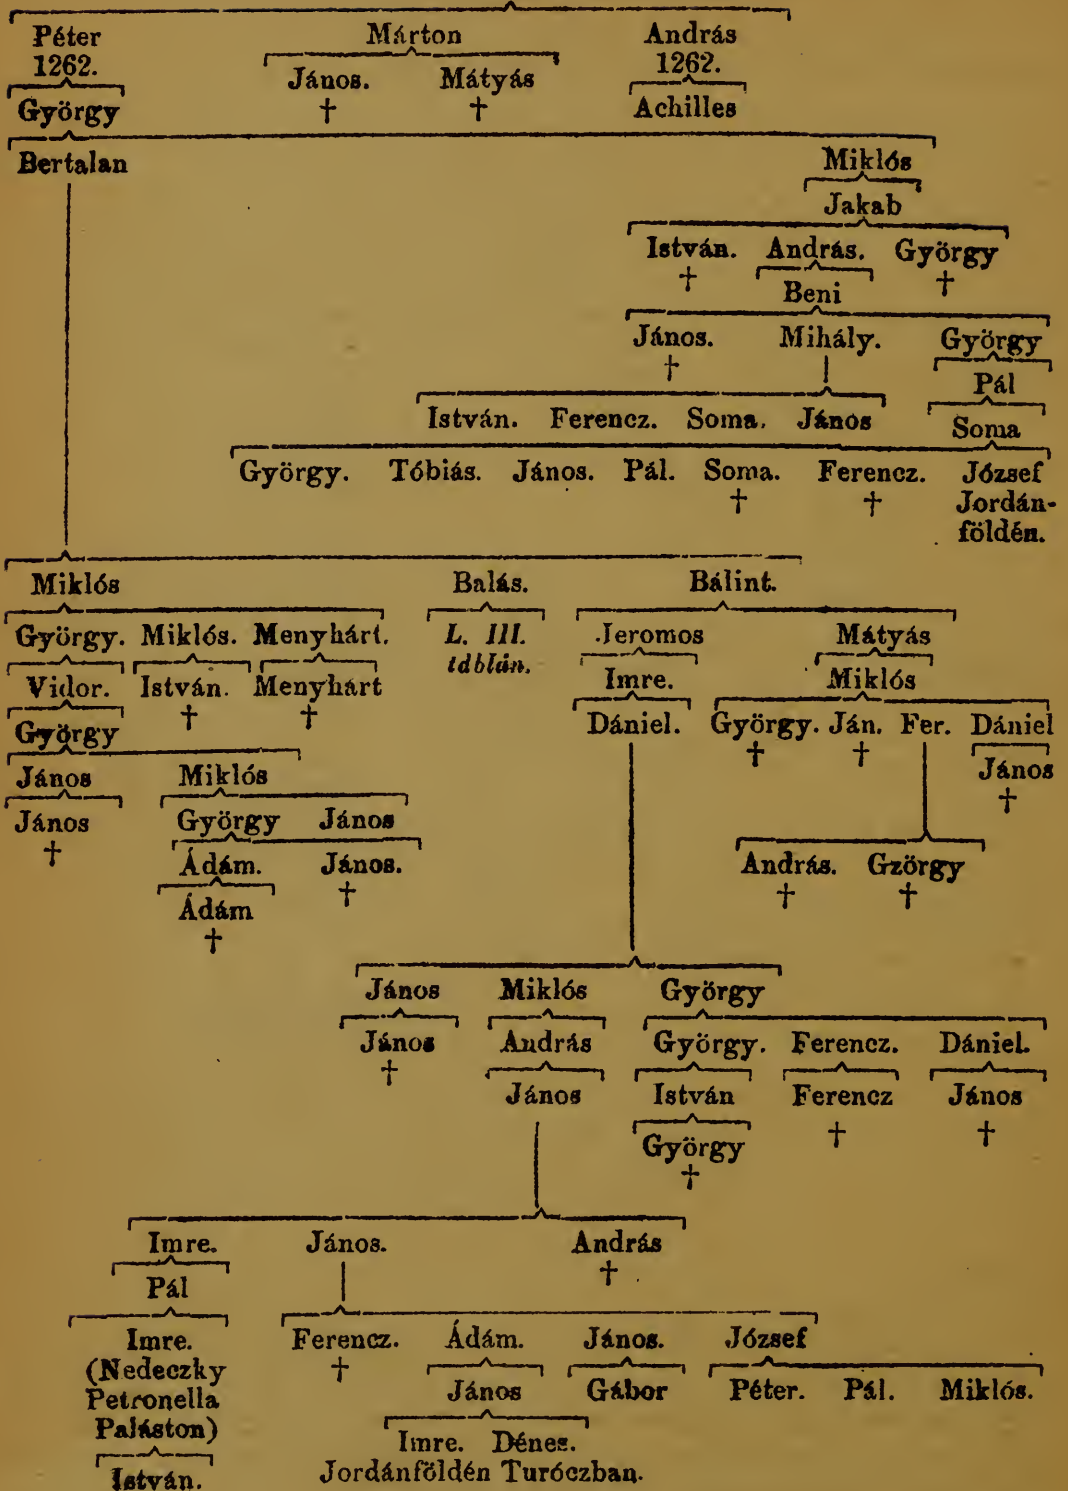 Péter Márton András
1262. 1262.
János. Mátyás
György † † Achilles
Bertalan Miklós
Jakab
István. András. György
† †
Beni
János. Mihály. György
†
Pál
István. Ferencz. Soma. János Soma
György. Tóbiás. János. Pál. Soma. Ferencz. József
† † Jordán-
földén.
Miklós Balás. Bálint.
György. Miklós. Menyhárt. L. III. Jeromos Mátyás
táblán.
Vidor. István. Menyhárt Imre. Miklós
† †
György Dániel. György. Ján. Fer. Dániel
† †
János Miklós János
†
János György János
†
Ádám. János. András. Gzörgy
† † †
Ádám
†
János Miklós György
János András György. Ferencz. Dániel.
†
János István Ferencz János
† †
György
†
Imre. János. András
†
Pál
Imre. Ferencz. Ádám. János. József
(Nedeczky †
Petronella János Gábor Péter. Pál. Miklós.
Paláston)
Imre. Dénes.
István. Jordánföldén Turóczban.